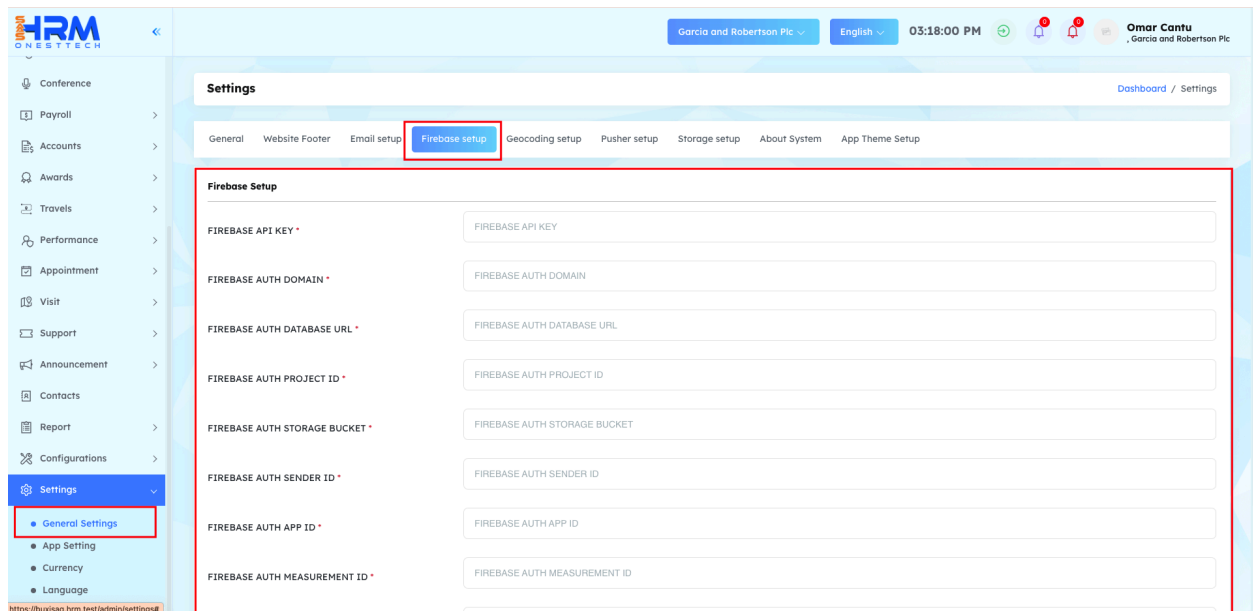 HRM
ONESTTECH
Garcia and Robertson Plc
English
03:18:00 PM
0
0
Omar Cantu
, Garcia and Robertson Plc
Conference
Payroll
Accounts
Awards
Travels
Performance
Appointment
Visit
Support
Announcement
Contacts
Report
Configurations
Settings
General Settings
App Setting
Currency
Language
https://buxisag.hrm.test/admin/settings#
Settings
Dashboard / Settings
General Website Footer Email setup Firebase setup Geocoding setup Pusher setup Storage setup About System App Theme Setup
Firebase Setup
FIREBASE API KEY * FIREBASE API KEY
FIREBASE AUTH DOMAIN * FIREBASE AUTH DOMAIN
FIREBASE AUTH DATABASE URL * FIREBASE AUTH DATABASE URL
FIREBASE AUTH PROJECT ID * FIREBASE AUTH PROJECT ID
FIREBASE AUTH STORAGE BUCKET * FIREBASE AUTH STORAGE BUCKET
FIREBASE AUTH SENDER ID * FIREBASE AUTH SENDER ID
FIREBASE AUTH APP ID * FIREBASE AUTH APP ID
FIREBASE AUTH MEASUREMENT ID * FIREBASE AUTH MEASUREMENT ID